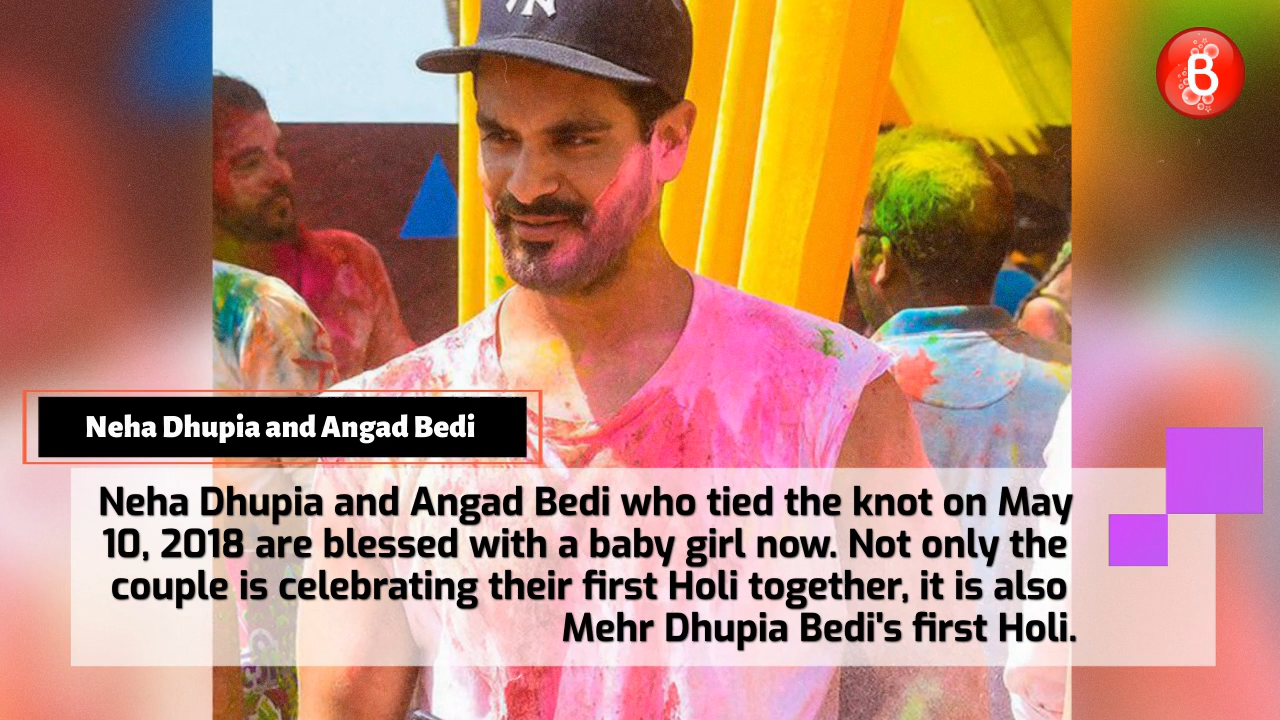 B
Neha Dhupia and Angad Bedi
Neha Dhupia and Angad Bedi who tied the knot on May
10, 2018 are blessed with a baby girl now. Not only the
couple is celebrating their first Holi together, it is also
Mehr Dhupia Bedi's first Holi.